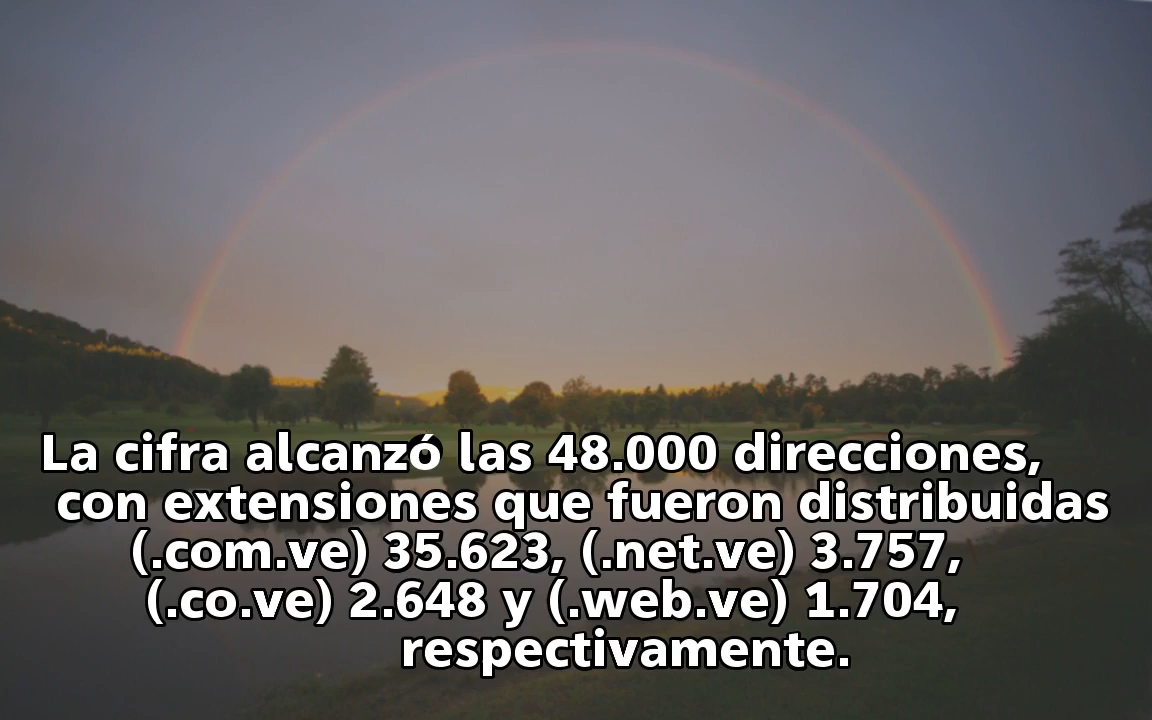 La cifra alcanzó las 48.000 direcciones,
con extensiones que fueron distribuidas
(.com.ve) 35.623, (.net.ve) 3.757,
(.co.ve) 2.648 y (.web.ve) 1.704,
respectivamente.